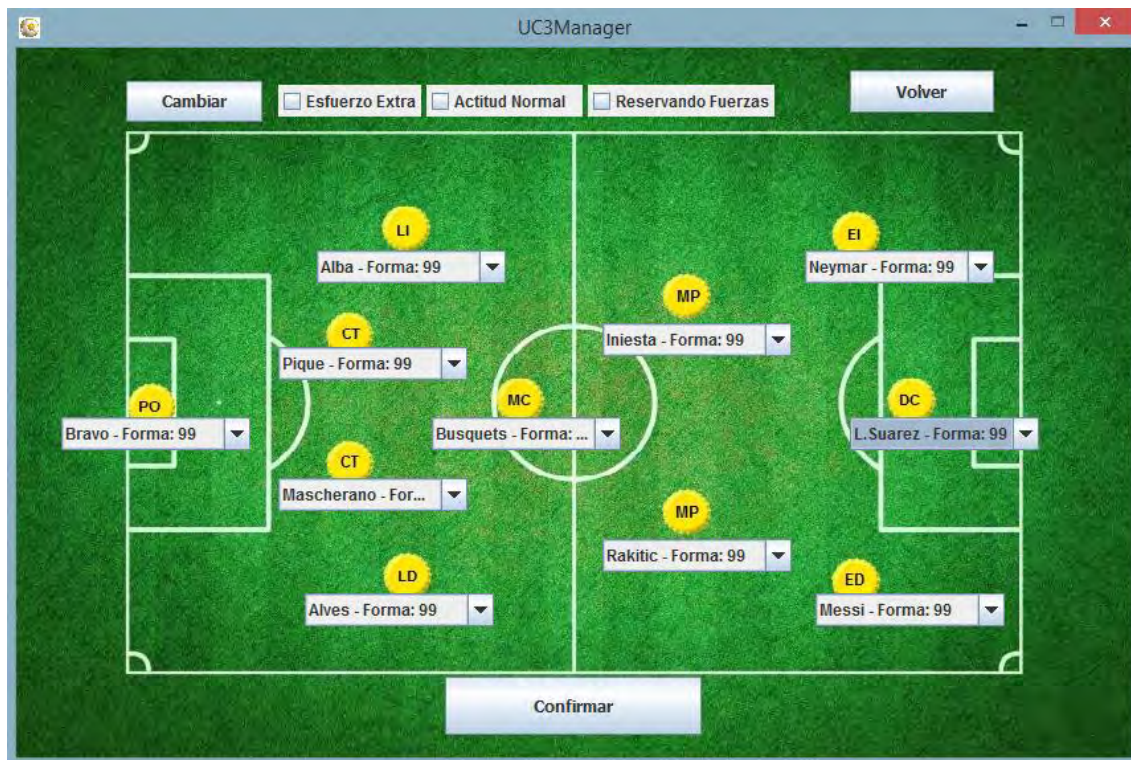 UC3Manager
Cambiar
Esfuerzo Extra
Actitud Normal
Reservando Fuerzas
Volver
LI
Alba - Forma: 99
EI
Neymar - Forma: 99
MP
Iniesta - Forma: 99
CT
Pique - Forma: 99
PO
Bravo - Forma: 99
MC
Busquets - Forma: ...
DC
L.Suarez - Forma: 99
CT
Mascherano - For...
MP
Rakitic - Forma: 99
LD
Alves - Forma: 99
ED
Messi - Forma: 99
Confirmar